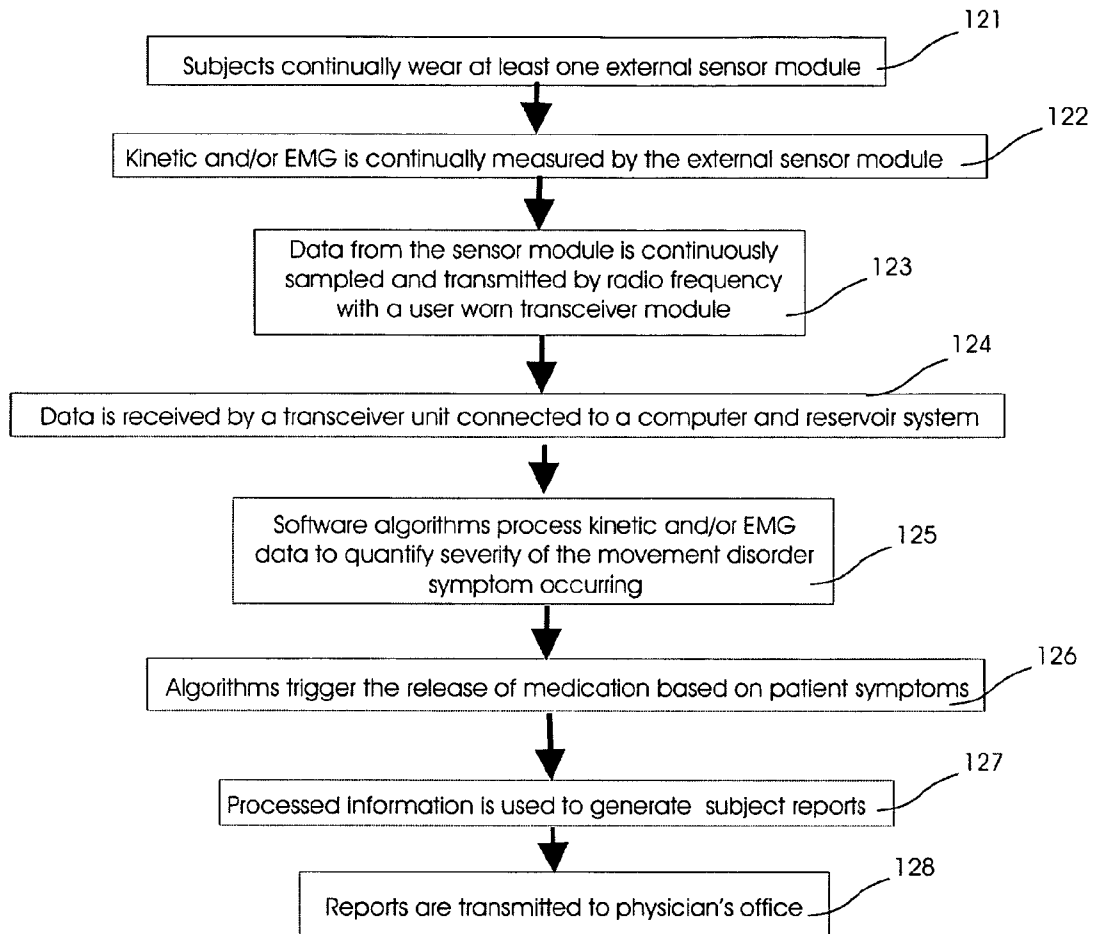 121
Subjects continually wear at least one external sensor module
122
Kinetic and/or EMG is continually measured by the external sensor module
Data from the sensor module is continuously
sampled and transmitted by radio frequency
with a user worn transceiver module
123
124
Data is received by a transceiver unit connected to a computer and reservoir system
Software algorithms process kinetic and/or EMG
data to quantify severity of the movement disorder
symptom occurring
125
126
Algorithms trigger the release of medication based on patient symptoms
127
Processed information is used to generate subject reports
128
Reports are transmitted to physician's office